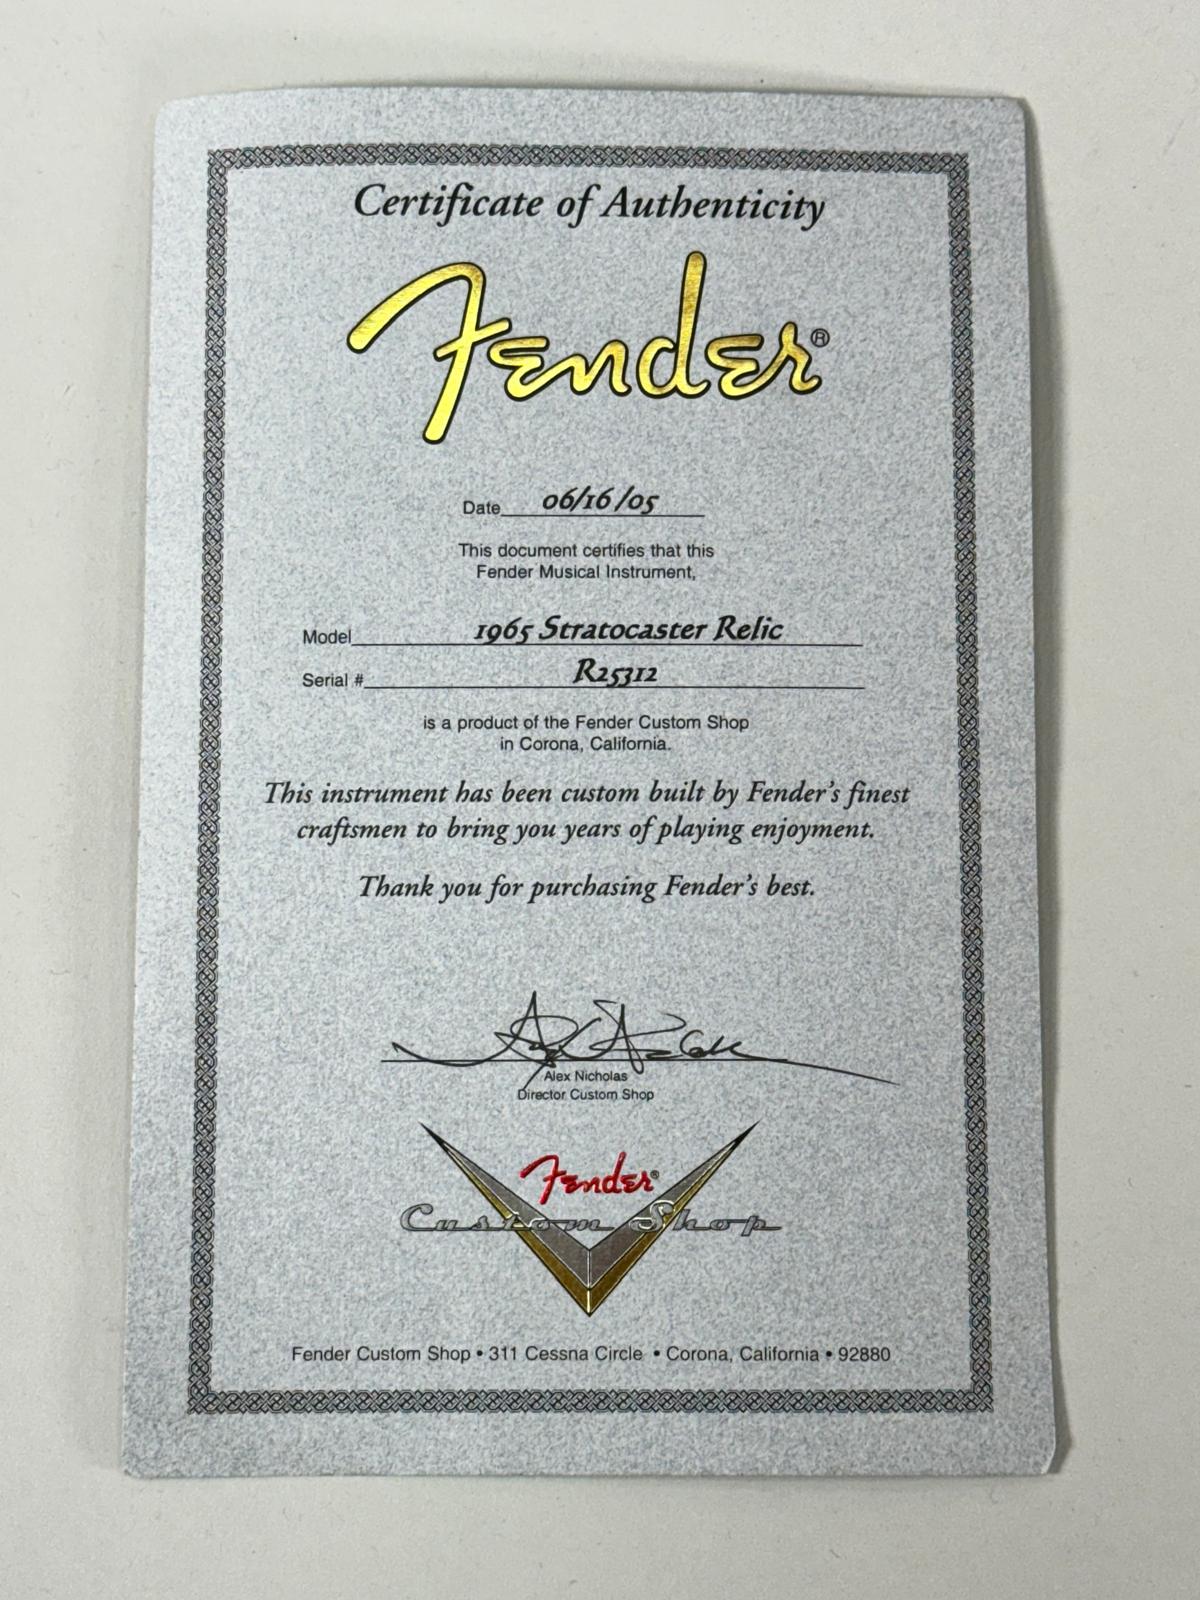 Certificate of Authenticity
Fender®
Date 06/16/05
This document certifies that this
Fender Musical Instrument,
Model 1965 Stratocaster Relic
Serial # R25312
is a product of the Fender Custom Shop
in Corona, California.
This instrument has been custom built by Fender's finest
craftsmen to bring you years of playing enjoyment.
Thank you for purchasing Fender's best.
Alex Nicholas
Director Custom Shop
Fender®
Custom Shop
Fender Custom Shop • 311 Cessna Circle • Corona, California • 92880